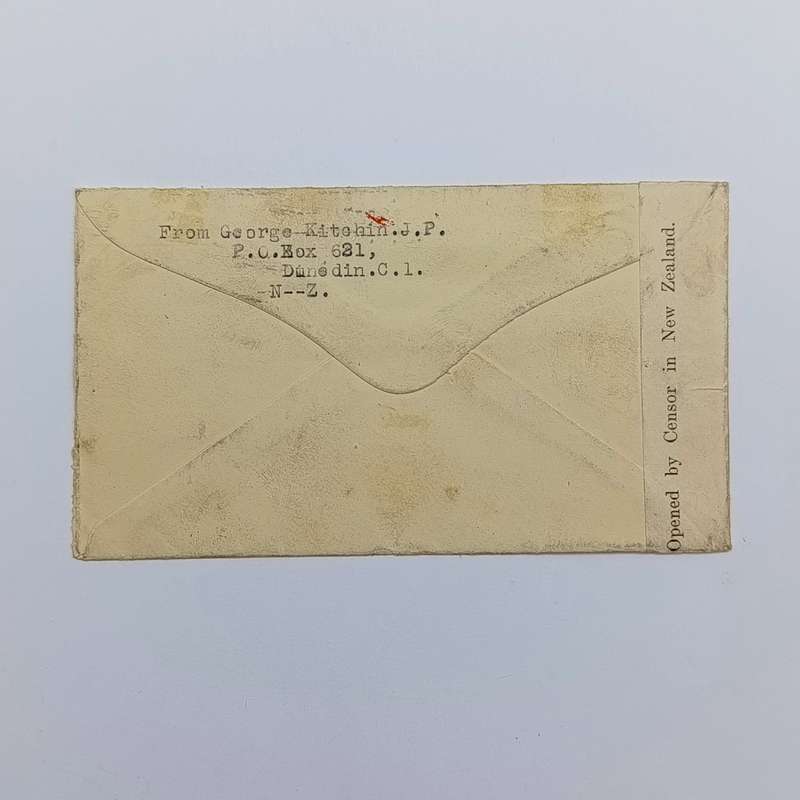 From George Kitchin.J.P.
P.O.Box 621,
Dunedin.C.1.
-N--Z.
Opened by Censor in New Zealand.